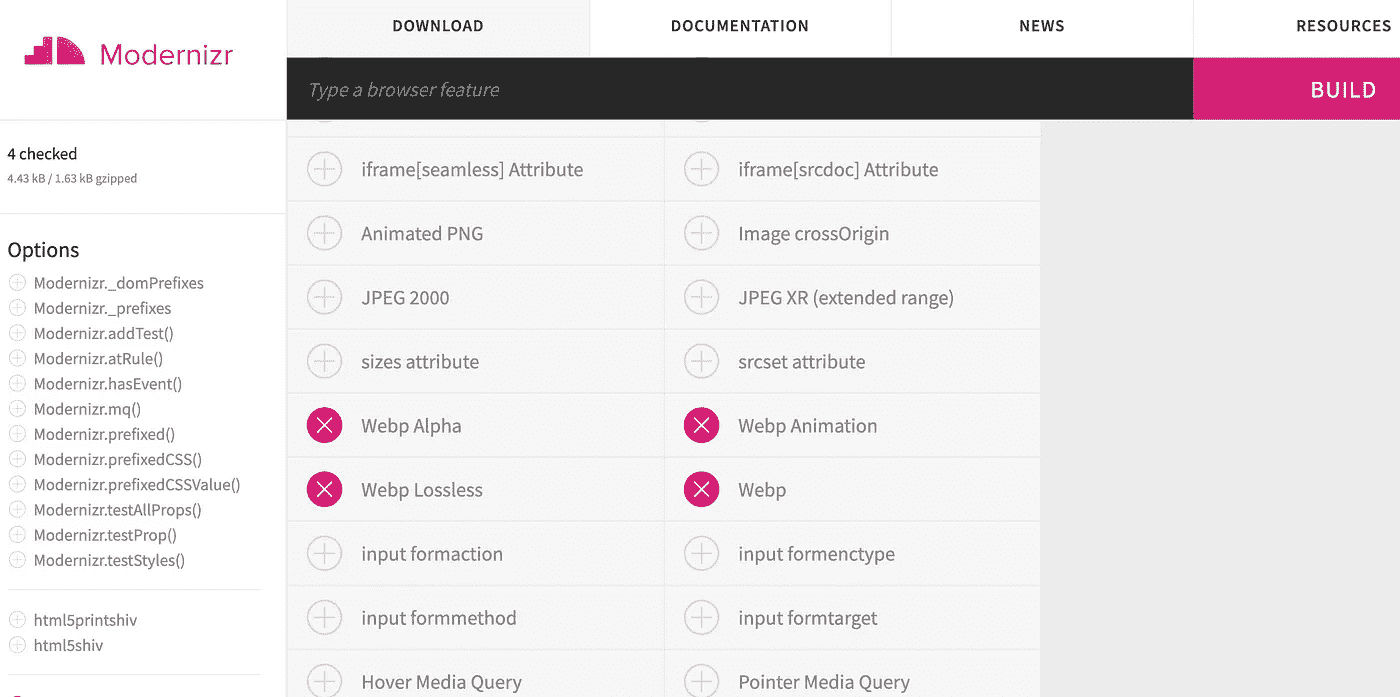 Modernizr
DOWNLOAD
DOCUMENTATION
NEWS
RESOURCES
Type a browser feature
BUILD
4 checked
4.43 kB / 1.63 kB gzipped
Options
Modernizr._domPrefixes
Modernizr._prefixes
Modernizr.addTest()
Modernizr.atRule()
Modernizr.hasEvent()
Modernizr.mq()
Modernizr.prefixed()
Modernizr.prefixedCSS()
Modernizr.prefixedCSSValue()
Modernizr.testAllProps()
Modernizr.testProp()
Modernizr.testStyles()
html5printshiv
html5shiv
iframe[seamless] Attribute
iframe[srcdoc] Attribute
Animated PNG
Image crossOrigin
JPEG 2000
JPEG XR (extended range)
sizes attribute
srcset attribute
Webp Alpha
Webp Animation
Webp Lossless
Webp
input formaction
input formenctype
input formmethod
input formtarget
Hover Media Query
Pointer Media Query